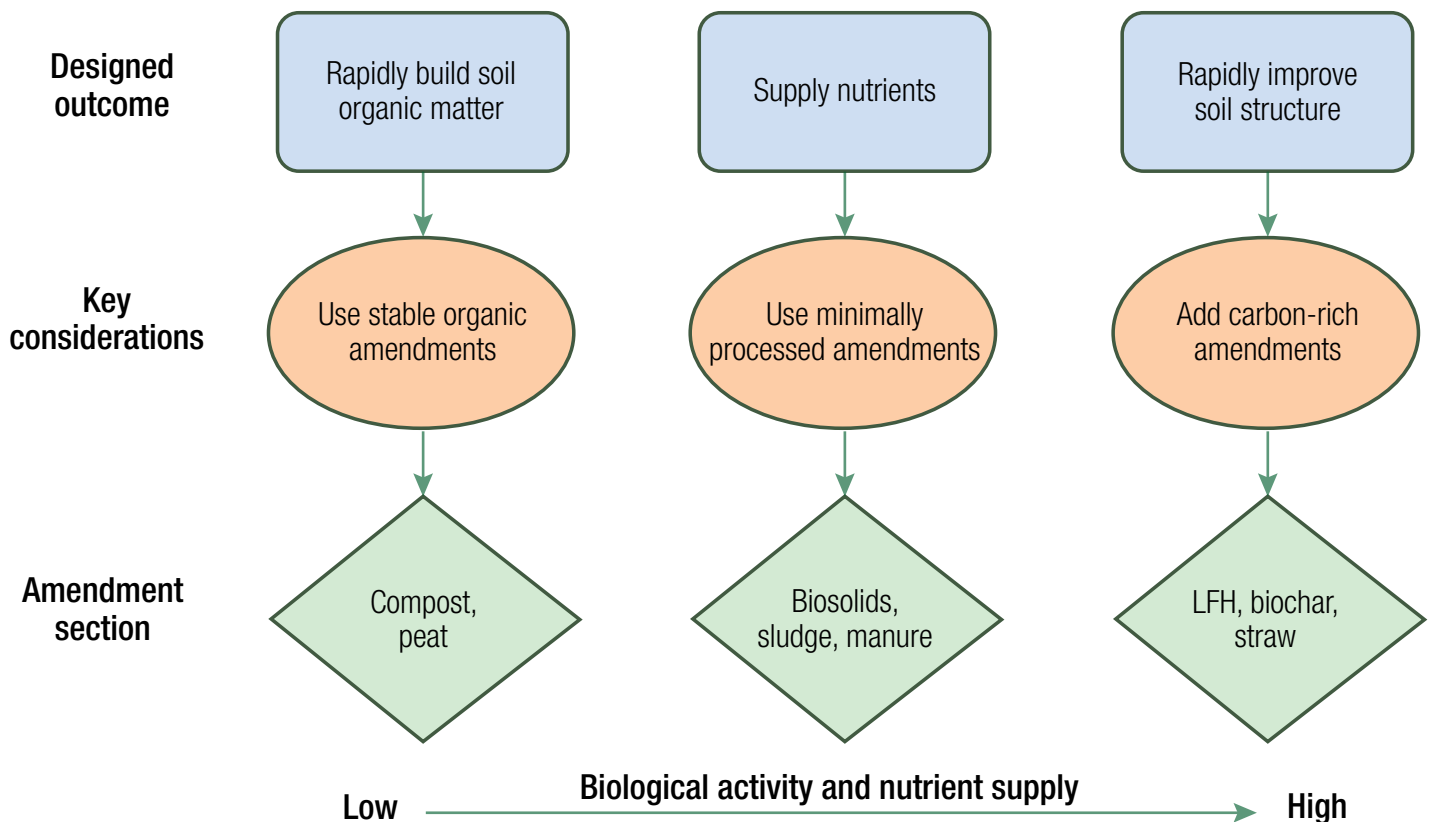 Designed
outcome
Rapidly build soil
organic matter
Supply nutrients
Rapidly improve
soil structure
Key
considerations
Use stable organic
amendments
Use minimally
processed amendments
Add carbon-rich
amendments
Amendment
section
Compost,
peat
Biosolids,
sludge, manure
LFH, biochar,
straw
Biological activity and nutrient supply
Low
High